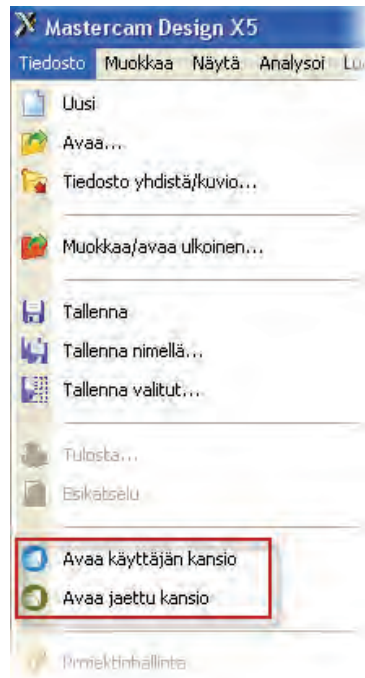 Mastercam Design X5
Tiedosto Muokkaa Näytä Analysoi
Uusi
Avaa...
Tiedosto yhdistä/kuvio...
Muokkaa/avaa ulkoinen...
Tallenna
Tallenna nimellä...
Tallenna valitut...
Tulosta...
Esikatselu
Avaa käyttäjän kansio
Avaa jaettu kansio
Projektinhallinta